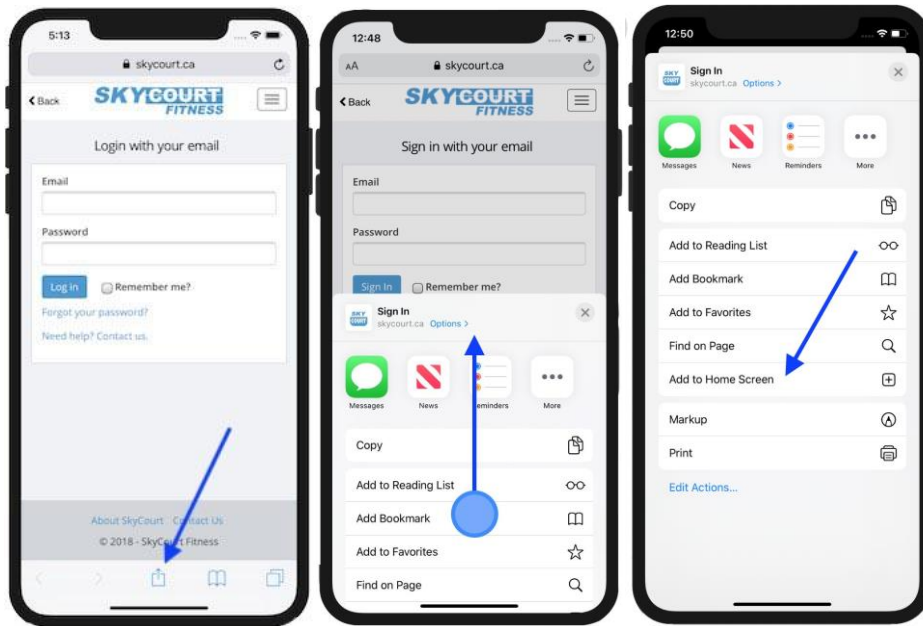 5:13
skycourt.ca
Back
SKYCOURT
FITNESS
Login with your email
Email
Password
Log in
Remember me?
Forgot your password?
Need help? Contact us.
About SkyCourt Contact Us
© 2018 - SkyCourt Fitness
12:48
AA
skycourt.ca
Back
SKYCOURT
FITNESS
Sign in with your email
Email
Password
Sign In
Remember me?
SKY
COURT
Sign In
skycourt.ca Options >
Messages News Reminders More
Copy
Add to Reading List
Add Bookmark
Add to Favorites
Find on Page
12:50
SKY
COURT
Sign In
skycourt.ca Options >
Messages News Reminders More
Copy
Add to Reading List
Add Bookmark
Add to Favorites
Find on Page
Add to Home Screen
Markup
Print
Edit Actions...